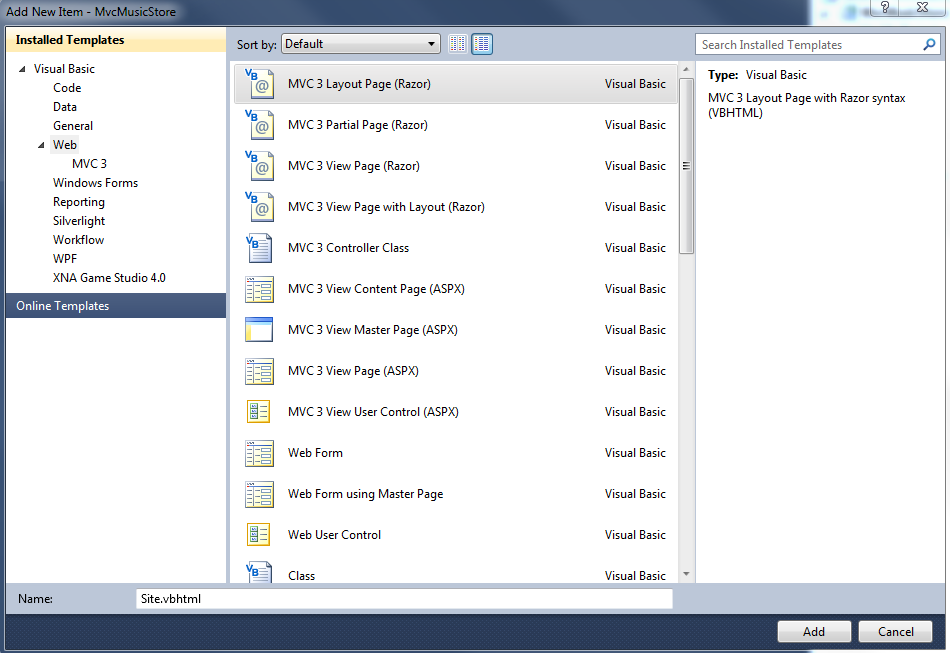 Add New Item - MvcMusicStore
?
Installed Templates
Sort by: Default
Search Installed Templates
Visual Basic
Code
Data
General
Web
MVC 3
Windows Forms
Reporting
Silverlight
Workflow
WPF
XNA Game Studio 4.0
Online Templates
MVC 3 Layout Page (Razor) Visual Basic
MVC 3 Partial Page (Razor) Visual Basic
MVC 3 View Page (Razor) Visual Basic
MVC 3 View Page with Layout (Razor) Visual Basic
MVC 3 Controller Class Visual Basic
MVC 3 View Content Page (ASPX) Visual Basic
MVC 3 View Master Page (ASPX) Visual Basic
MVC 3 View Page (ASPX) Visual Basic
MVC 3 View User Control (ASPX) Visual Basic
Web Form Visual Basic
Web Form using Master Page Visual Basic
Web User Control Visual Basic
Class Visual Basic
Type: Visual Basic
MVC 3 Layout Page with Razor syntax
(VBHTML)
Name: Site.vbhtml
Add Cancel